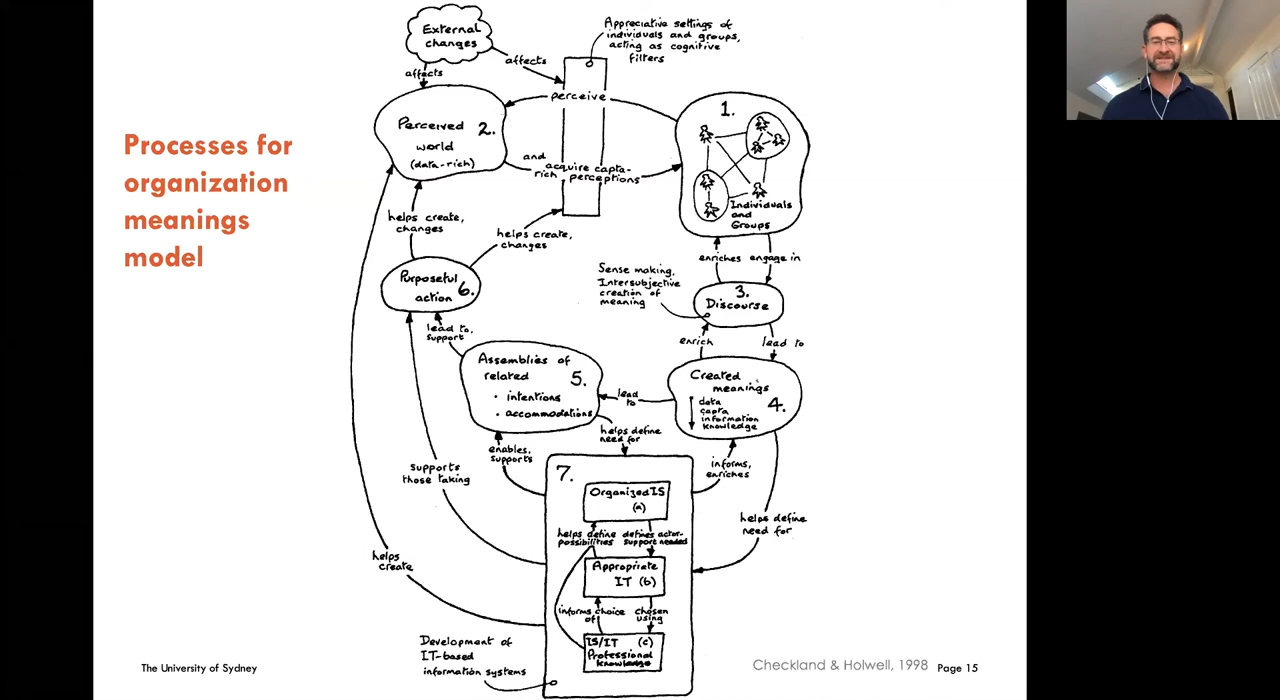 Processes for
organization
meanings
model
External
changes
affects
affects
Appreciative settings of
individuals and groups,
acting as cognitive
filters
perceive
Perceived 2.
world
(data-rich)
and
acquire capta-
rich perceptions
1.
Individuals
and
Groups
helps create,
changes
helps create,
changes
enriches engage in
Purposeful
action 6.
Sense making,
Intersubjective
creation of
meaning
3.
Discourse
lead to,
support
enrich lead to
Assemblies of
related 5.
• intentions
• accommodations
lead
to
Created
meanings
data 4.
capta
information
knowledge
helps define
need for
enables,
supports
informs,
enriches
supports
those taking
helps define
need for
7.
Organized IS
(a)
helps define defines actor-
possibilities support needed
Appropriate
IT (b)
informs choice chosen
of using
IS/IT (c)
Professional
knowledge
helps
create
Development of
IT-based
information systems
The University of Sydney
Checkland & Holwell, 1998 Page 15